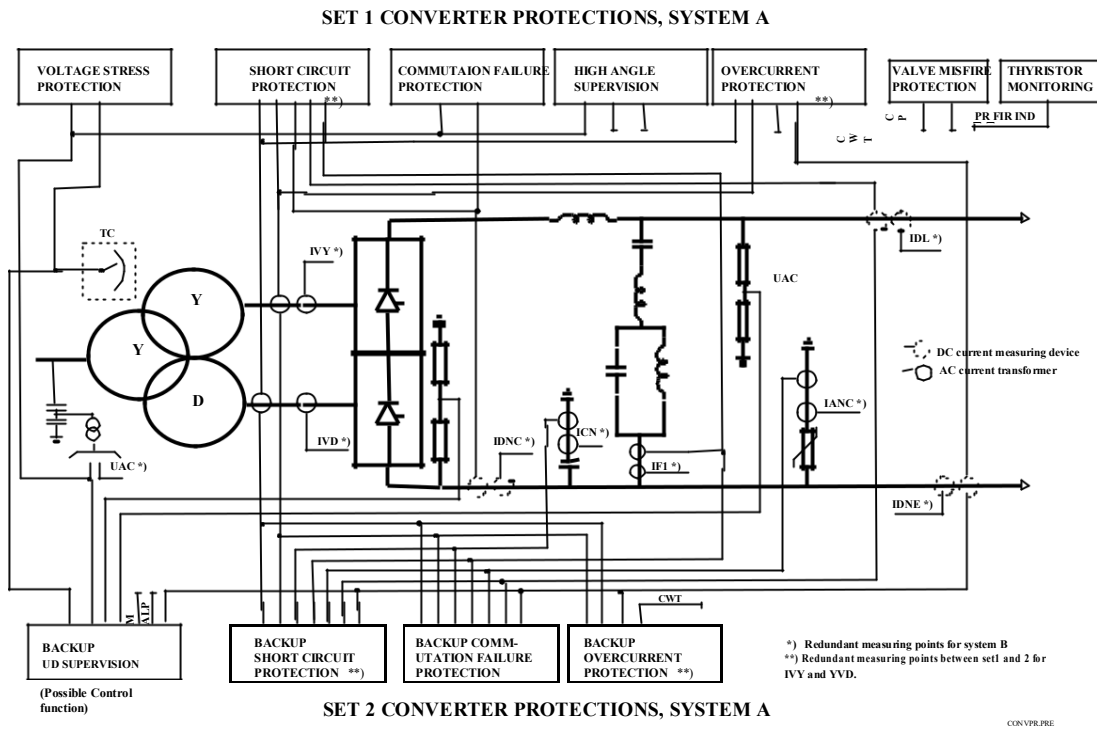 SET 1 CONVERTER PROTECTIONS, SYSTEM A
VOLTAGE STRESS
PROTECTION
SHORT CIRCUIT
PROTECTION
**)
COMMUTAION FAILURE
PROTECTION
HIGH ANGLE
SUPERVISION
OVERCURRENT
PROTECTION
**)
VALVE MISFIRE
PROTECTION
THYRISTOR
MONITORING
C P
C W T
PR_FIR IND
TC
IVY *)
IDL *)
Y
UAC
Y
DC current measuring device
AC current transformer
D
IVD *)
UAC *)
IDNC *)
ICN *)
IF1 *)
IANC *)
IDNE *)
M
ALP
CWT
BACKUP
UD SUPERVISION
BACKUP
SHORT CIRCUIT
PROTECTION **)
BACKUP COMM-
UTATION FAILURE
PROTECTION
BACKUP
OVERCURRENT
PROTECTION **)
*) Redundant measuring points for system B
**) Redundant measuring points between set1 and 2 for
IVY and YVD.
(Possible Control
function)
SET 2 CONVERTER PROTECTIONS, SYSTEM A
CONVPR.PRE